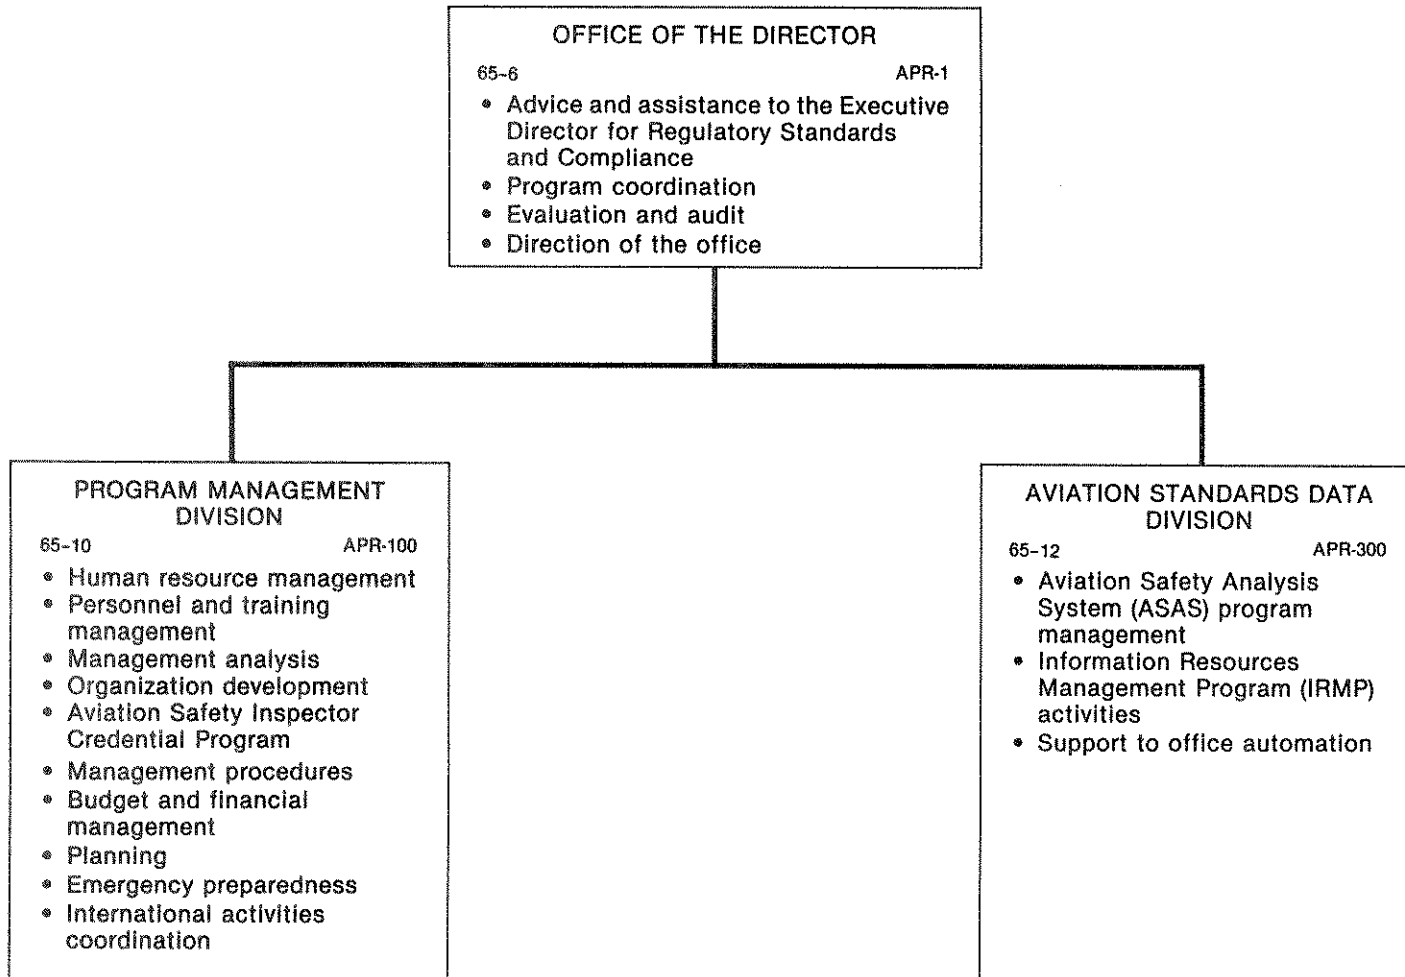 OFFICE OF THE DIRECTOR
65-6 APR-1
• Advice and assistance to the Executive
Director for Regulatory Standards
and Compliance
• Program coordination
• Evaluation and audit
• Direction of the office
PROGRAM MANAGEMENT
DIVISION
65-10 APR-100
• Human resource management
• Personnel and training
management
• Management analysis
• Organization development
• Aviation Safety Inspector
Credential Program
• Management procedures
• Budget and financial
management
• Planning
• Emergency preparedness
• International activities
coordination
AVIATION STANDARDS DATA
DIVISION
65-12 APR-300
• Aviation Safety Analysis
System (ASAS) program
management
• Information Resources
Management Program (IRMP)
activities
• Support to office automation